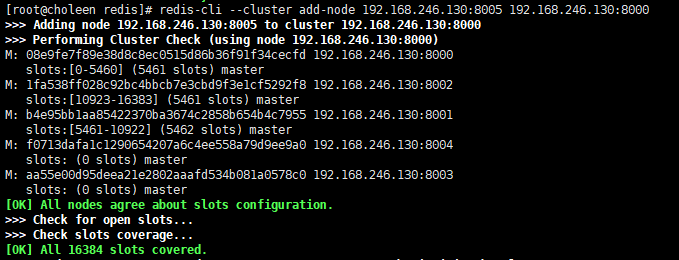 [root@choleen redis]# redis-cli --cluster add-node 192.168.246.130:8005 192.168.246.130:8000
>>> Adding node 192.168.246.130:8005 to cluster 192.168.246.130:8000
>>> Performing Cluster Check (using node 192.168.246.130:8000)
M: 08e9fe7f89e38d8c8ec0515d86b36f91f34cecfd 192.168.246.130:8000
   slots:[0-5460] (5461 slots) master
M: 1fa538ff028c92bc4bbcb7e3cbd9f3e1cf5292f8 192.168.246.130:8002
   slots:[10923-16383] (5461 slots) master
M: b4e95bb1aa85422370ba3674c2858b654b4c7955 192.168.246.130:8001
   slots:[5461-10922] (5462 slots) master
M: f0713dafa1c1290654207a6c4ee558a79d9ee9a0 192.168.246.130:8004
   slots: (0 slots) master
M: aa55e00d95deea21e2802aaafd534b081a0578c0 192.168.246.130:8003
   slots: (0 slots) master
[OK] All nodes agree about slots configuration.
>>> Check for open slots...
>>> Check slots coverage...
[OK] All 16384 slots covered.